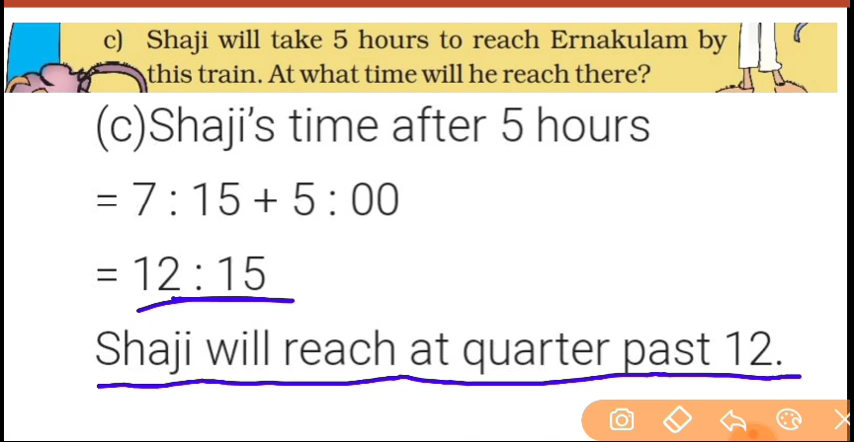 c) Shaji will take 5 hours to reach Ernakulam by
this train. At what time will he reach there?
(c)Shaji’s time after 5 hours
= 7 : 15 + 5 : 00
= 12 : 15
Shaji will reach at quarter past 12.